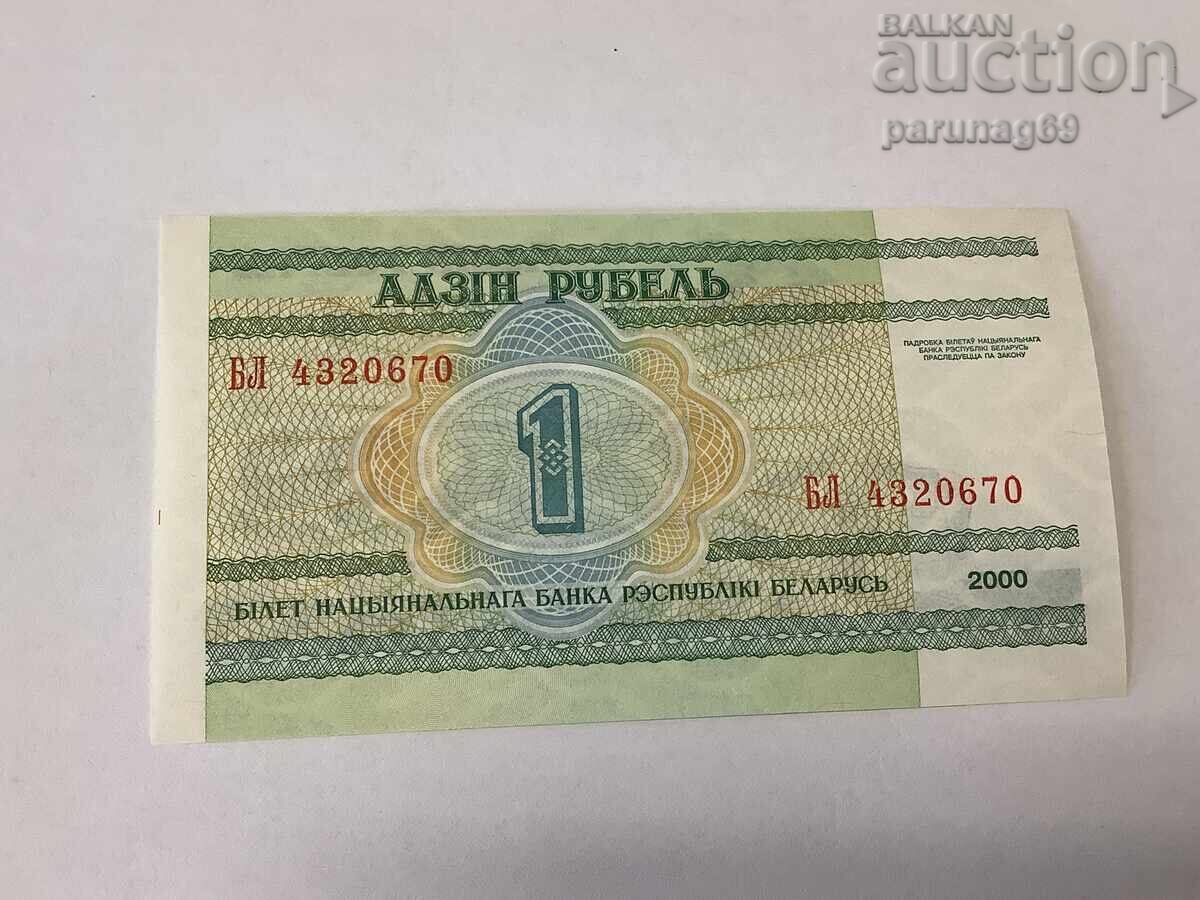 BALKAN
auction
parunag69
АДЗІН РУБЕЛЬ
ПАДРОБКА БІЛЕТАЎ НАЦЫЯНАЛЬНАГА
БАНКА РЭСПУБЛІКІ БЕЛАРУСЬ
ПРАСЛЕДУЕЦЦА ПА ЗАКОНУ
БЛ 4320670
1
БЛ 4320670
2000
БІЛЕТ НАЦЫЯНАЛЬНАГА БАНКА РЭСПУБЛІКІ БЕЛАРУСЬ